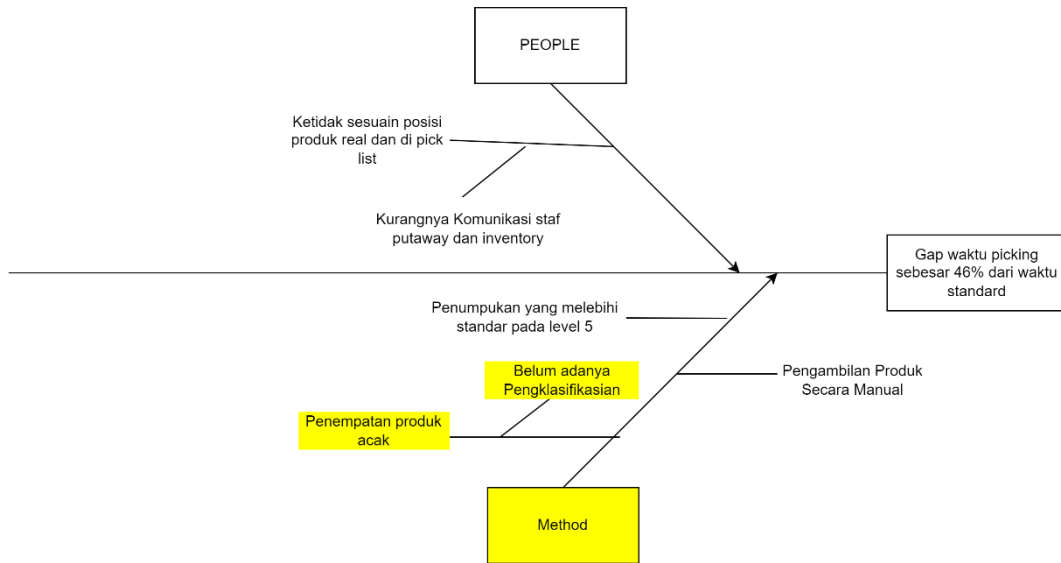 PEOPLE
Ketidak sesuain posisi
produk real dan di pick
list
Kurangnya Komunikasi staf
putaway dan inventory
Gap waktu picking
sebesar 46% dari waktu
standard
Penumpukan yang melebihi
standar pada level 5
Belum adanya
Pengklasifikasian
Pengambilan Produk
Secara Manual
Penempatan produk
acak
Method